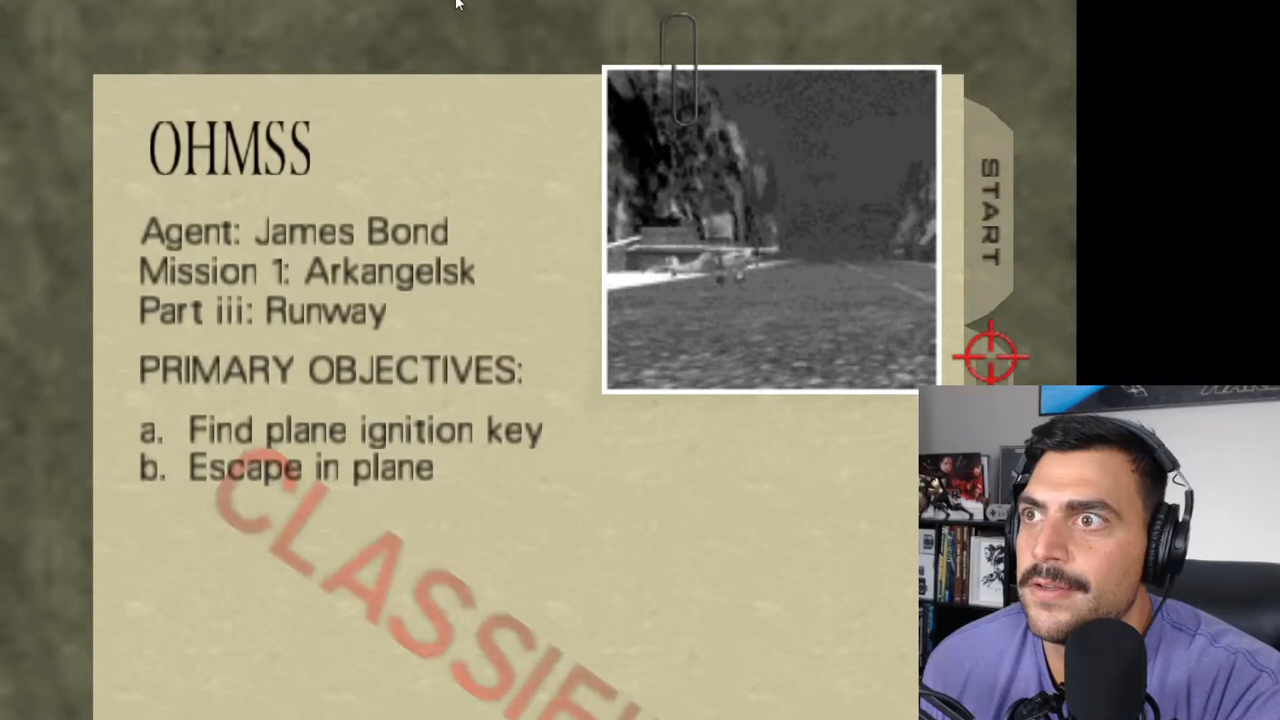 OHMSS
Agent: James Bond
Mission 1: Arkangelsk
Part iii: Runway
PRIMARY OBJECTIVES:
a. Find plane ignition key
b. Escape in plane
START